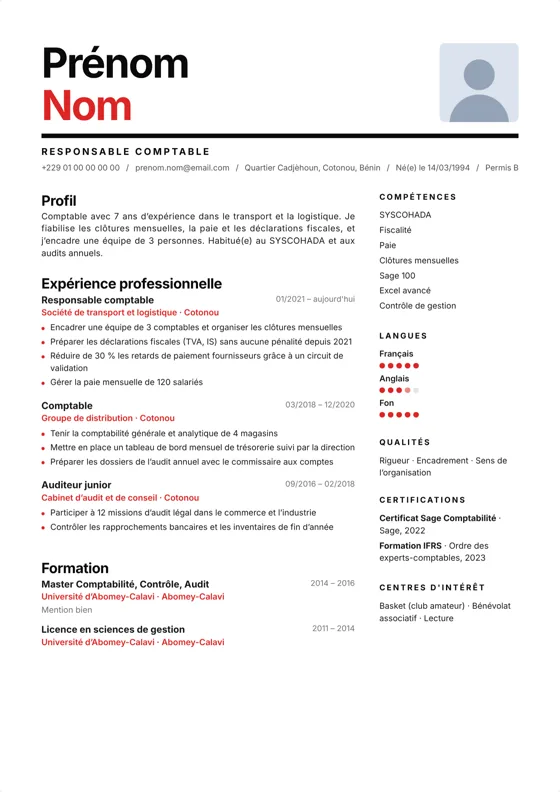 Prénom
Nom
RESPONSABLE COMPTABLE
+229 01 00 00 00 00 / prenom.nom@email.com / Quartier Cadjèhoun, Cotonou, Bénin / Né(e) le 14/03/1994 / Permis B
Profil
Comptable avec 7 ans d'expérience dans le transport et la logistique. Je
fiabilise les clôtures mensuelles, la paie et les déclarations fiscales, et
j'encadre une équipe de 3 personnes. Habitué(e) au SYSCOHADA et aux
audits annuels.
Expérience professionnelle
Responsable comptable 01/2021 – aujourd'hui
Société de transport et logistique · Cotonou
• Encadrer une équipe de 3 comptables et organiser les clôtures mensuelles
• Préparer les déclarations fiscales (TVA, IS) sans aucune pénalité depuis 2021
• Réduire de 30 % les retards de paiement fournisseurs grâce à un circuit de
validation
• Gérer la paie mensuelle de 120 salariés
Comptable 03/2018 – 12/2020
Groupe de distribution · Cotonou
• Tenir la comptabilité générale et analytique de 4 magasins
• Mettre en place un tableau de bord mensuel de trésorerie suivi par la direction
• Préparer les dossiers de l'audit annuel avec le commissaire aux comptes
Auditeur junior 09/2016 – 02/2018
Cabinet d'audit et de conseil · Cotonou
• Participer à 12 missions d'audit légal dans le commerce et l'industrie
• Contrôler les rapprochements bancaires et les inventaires de fin d'année
Formation
Master Comptabilité, Contrôle, Audit 2014 – 2016
Université d'Abomey-Calavi · Abomey-Calavi
Mention bien
Licence en sciences de gestion 2011 – 2014
Université d'Abomey-Calavi · Abomey-Calavi
COMPÉTENCES
SYSCOHADA
Fiscalité
Paie
Clôtures mensuelles
Sage 100
Excel avancé
Contrôle de gestion
LANGUES
Français
Anglais
Fon
QUALITÉS
Rigueur · Encadrement · Sens de
l'organisation
CERTIFICATIONS
Certificat Sage Comptabilité ·
Sage, 2022
Formation IFRS · Ordre des
experts-comptables, 2023
CENTRES D'INTÉRÊT
Basket (club amateur) · Bénévolat
associatif · Lecture